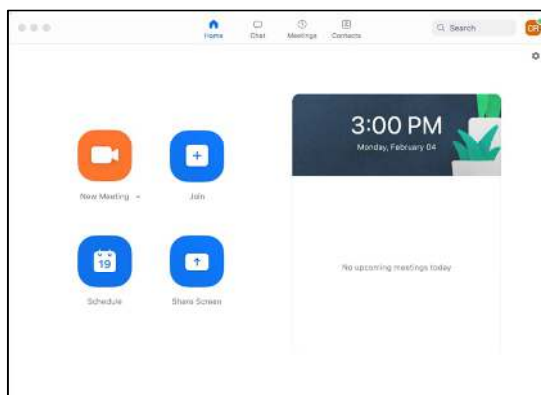 Home Chat Meetings Contacts
Search
CR
3:00 PM
Monday, February 04
New Meeting
Join
19
Schedule
Share Screen
No upcoming meetings today